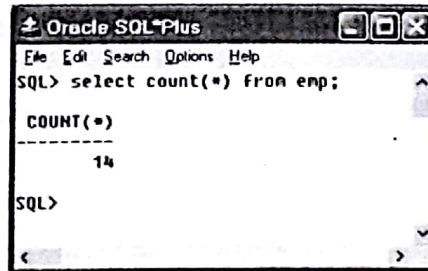 Oracle SQL*Plus
File Edit Search Options Help
SQL> select count(*) from emp;
COUNT(*)
----------
14
SQL>